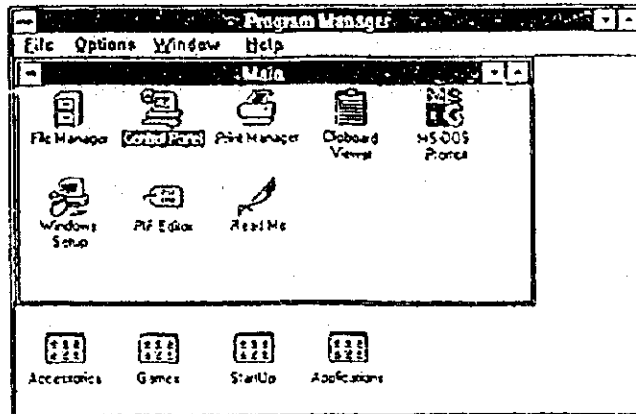 Program Manager
File Options Window Help
Main
File Manager Control Panel Print Manager Clipboard Viewer MS-DOS Prompt
Windows Setup PIF Editor Read Me
Accessories Games StartUp Applications